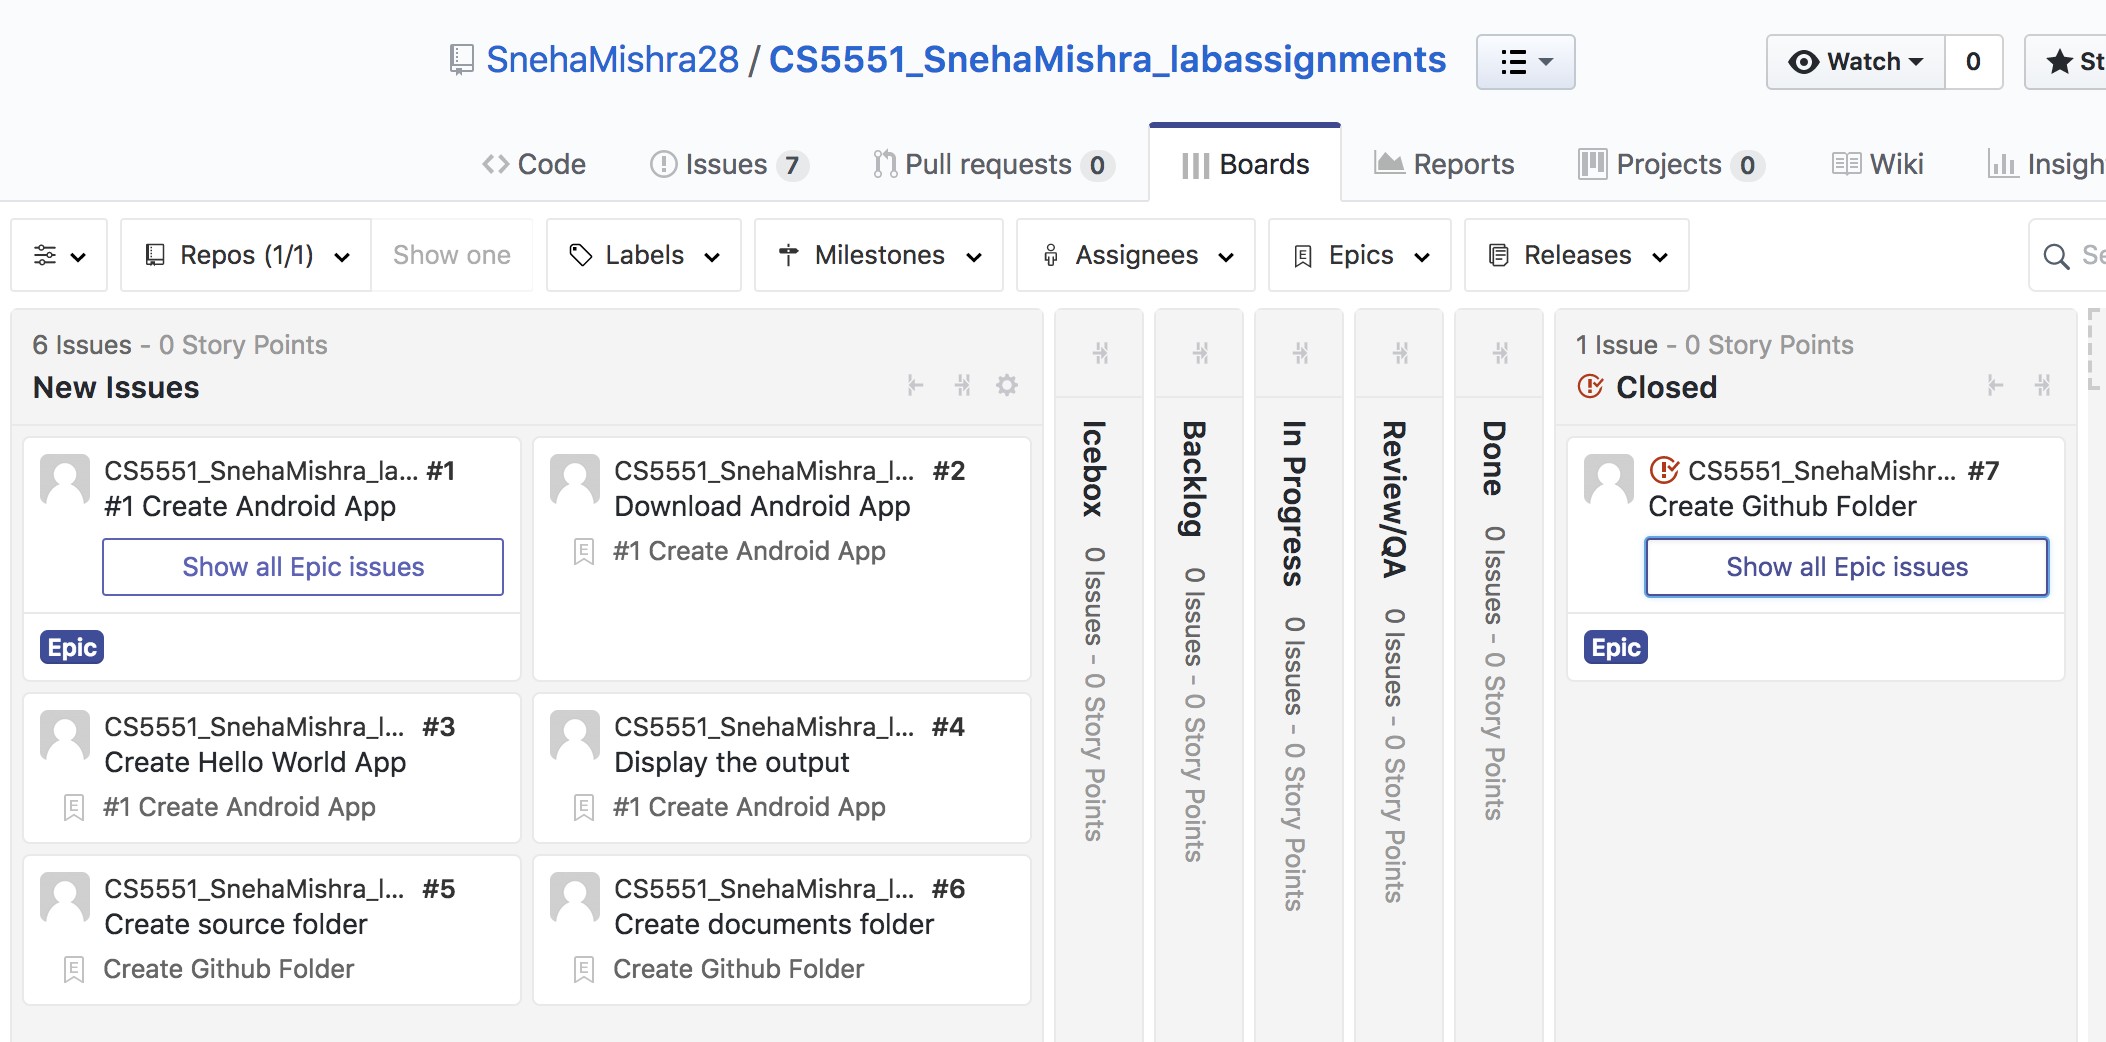 SnehaMishra28 / CS5551_SnehaMishra_labassignments
Watch 0
St
Code
Issues 7
Pull requests 0
Boards
Reports
Projects 0
Wiki
Insigh
Repos (1/1)
Show one
Labels
Milestones
Assignees
Epics
Releases
Se
6 Issues - 0 Story Points
New Issues
CS5551_SnehaMishra_la... #1
#1 Create Android App
Show all Epic issues
Epic
CS5551_SnehaMishra_l... #2
Download Android App
E #1 Create Android App
CS5551_SnehaMishra_l... #3
Create Hello World App
E #1 Create Android App
CS5551_SnehaMishra_l... #4
Display the output
E #1 Create Android App
CS5551_SnehaMishra_l... #5
Create source folder
E Create Github Folder
CS5551_SnehaMishra_l... #6
Create documents folder
E Create Github Folder
Icebox 0 Issues - 0 Story Points
Backlog 0 Issues - 0 Story Points
In Progress 0 Issues - 0 Story Points
Review/QA 0 Issues - 0 Story Points
Done 0 Issues - 0 Story Points
1 Issue - 0 Story Points
Closed
CS5551_SnehaMishr... #7
Create Github Folder
Show all Epic issues
Epic